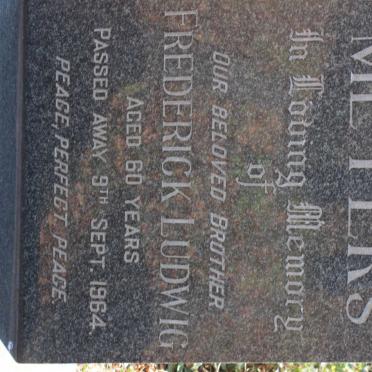 In Loving Memory
of
OUR BELOVED BROTHER
FREDERICK LUDWIG
AGED 60 YEARS
PASSED AWAY 9TH SEPT. 1964.
PEACE, PERFECT PEACE.